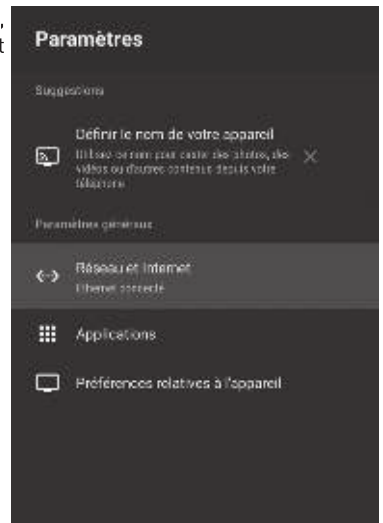 ,
t
Paramètres
Suggestions
Définir le nom de votre appareil
Utilisez ce nom pour caster des photos, des
vidéos ou d'autres contenus depuis votre
téléphone
Paramètres généraux
Réseau et Internet
Ethernet connecté
Applications
Préférences relatives à l'appareil